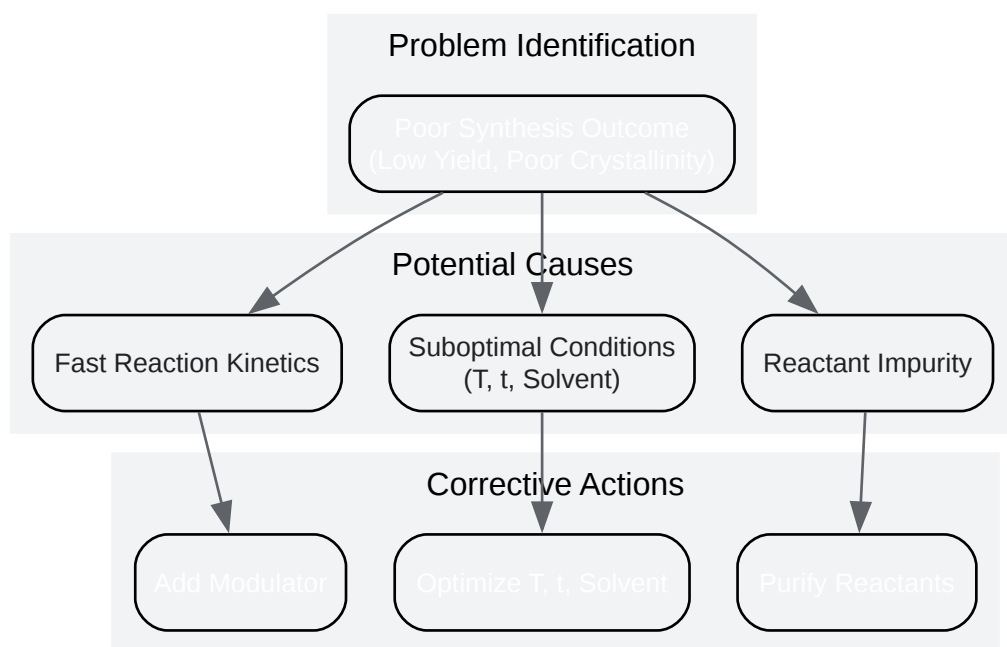 Problem Identification
Poor Synthesis Outcome
(Low Yield, Poor Crystallinity)
Potential Causes
Fast Reaction Kinetics
Suboptimal Conditions
(T, t, Solvent)
Reactant Impurity
Corrective Actions
Add Modulator
Optimize T, t, Solvent
Purify Reactants